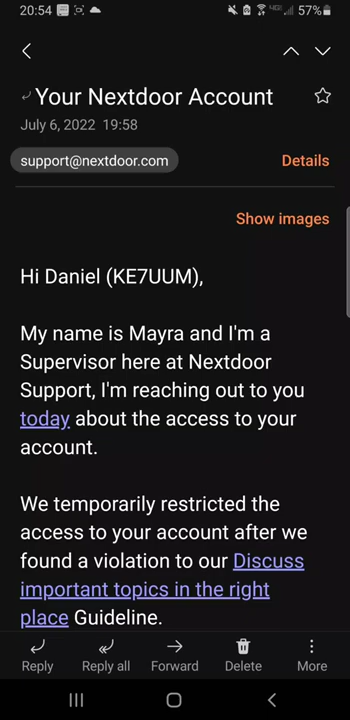 20:54
57%
Your Nextdoor Account
July 6, 2022 19:58
support@nextdoor.com
Details
Show images
Hi Daniel (KE7UUM),
My name is Mayra and I'm a
Supervisor here at Nextdoor
Support, I'm reaching out to you
today about the access to your
account.
We temporarily restricted the
access to your account after we
found a violation to our Discuss
important topics in the right
place Guideline.
Reply
Reply all
Forward
Delete
More